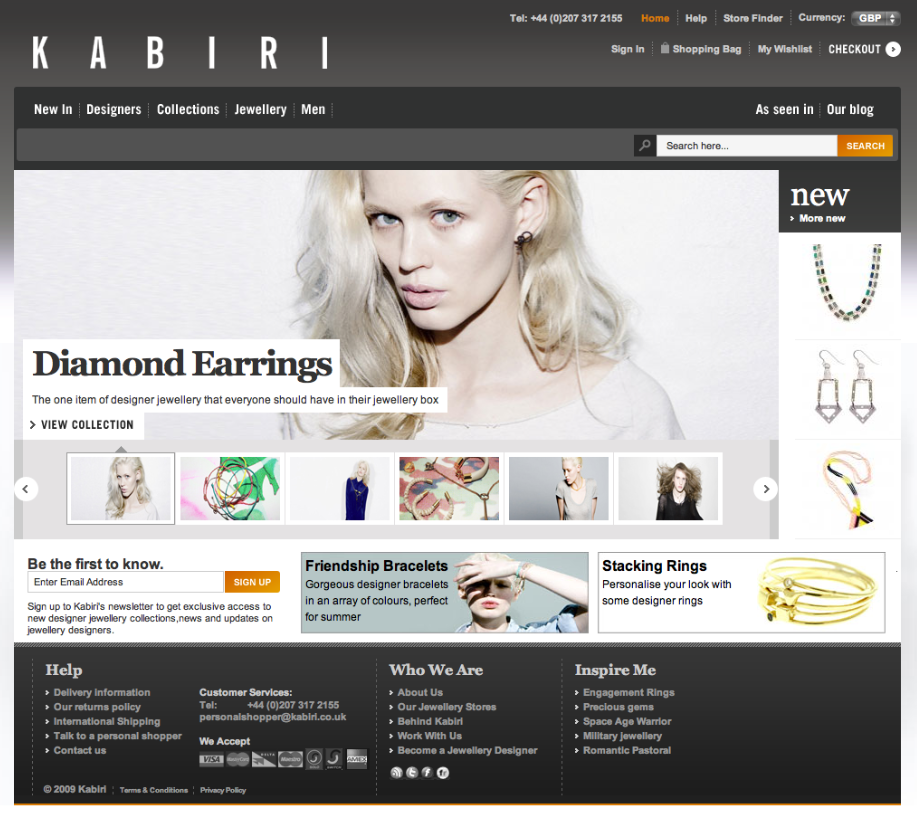 Tel: +44 (0)207 317 2155 Home Help Store Finder Currency: GBP
KABIRI
Sign In Shopping Bag My Wishlist CHECKOUT
New In Designers Collections Jewellery Men As seen in Our blog
Search here... SEARCH
new
More new
Diamond Earrings
The one item of designer jewellery that everyone should have in their jewellery box
VIEW COLLECTION
Be the first to know.
Enter Email Address SIGN UP
Sign up to Kabiri's newsletter to get exclusive access to
new designer jewellery collections,news and updates on
jewellery designers.
Friendship Bracelets
Gorgeous designer bracelets
in an array of colours, perfect
for summer
Stacking Rings
Personalise your look with
some designer rings
Help
Delivery information
Our returns policy
International Shipping
Talk to a personal shopper
Contact us
Customer Services:
Tel: +44 (0)207 317 2155
personalshopper@kabiri.co.uk
We Accept
VISA MasterCard DELTA Maestro AMEX
Who We Are
About Us
Our Jewellery Stores
Behind Kabiri
Work With Us
Become a Jewellery Designer
Inspire Me
Engagement Rings
Precious gems
Space Age Warrior
Military jewellery
Romantic Pastoral
© 2009 Kabiri Terms & Conditions Privacy Policy